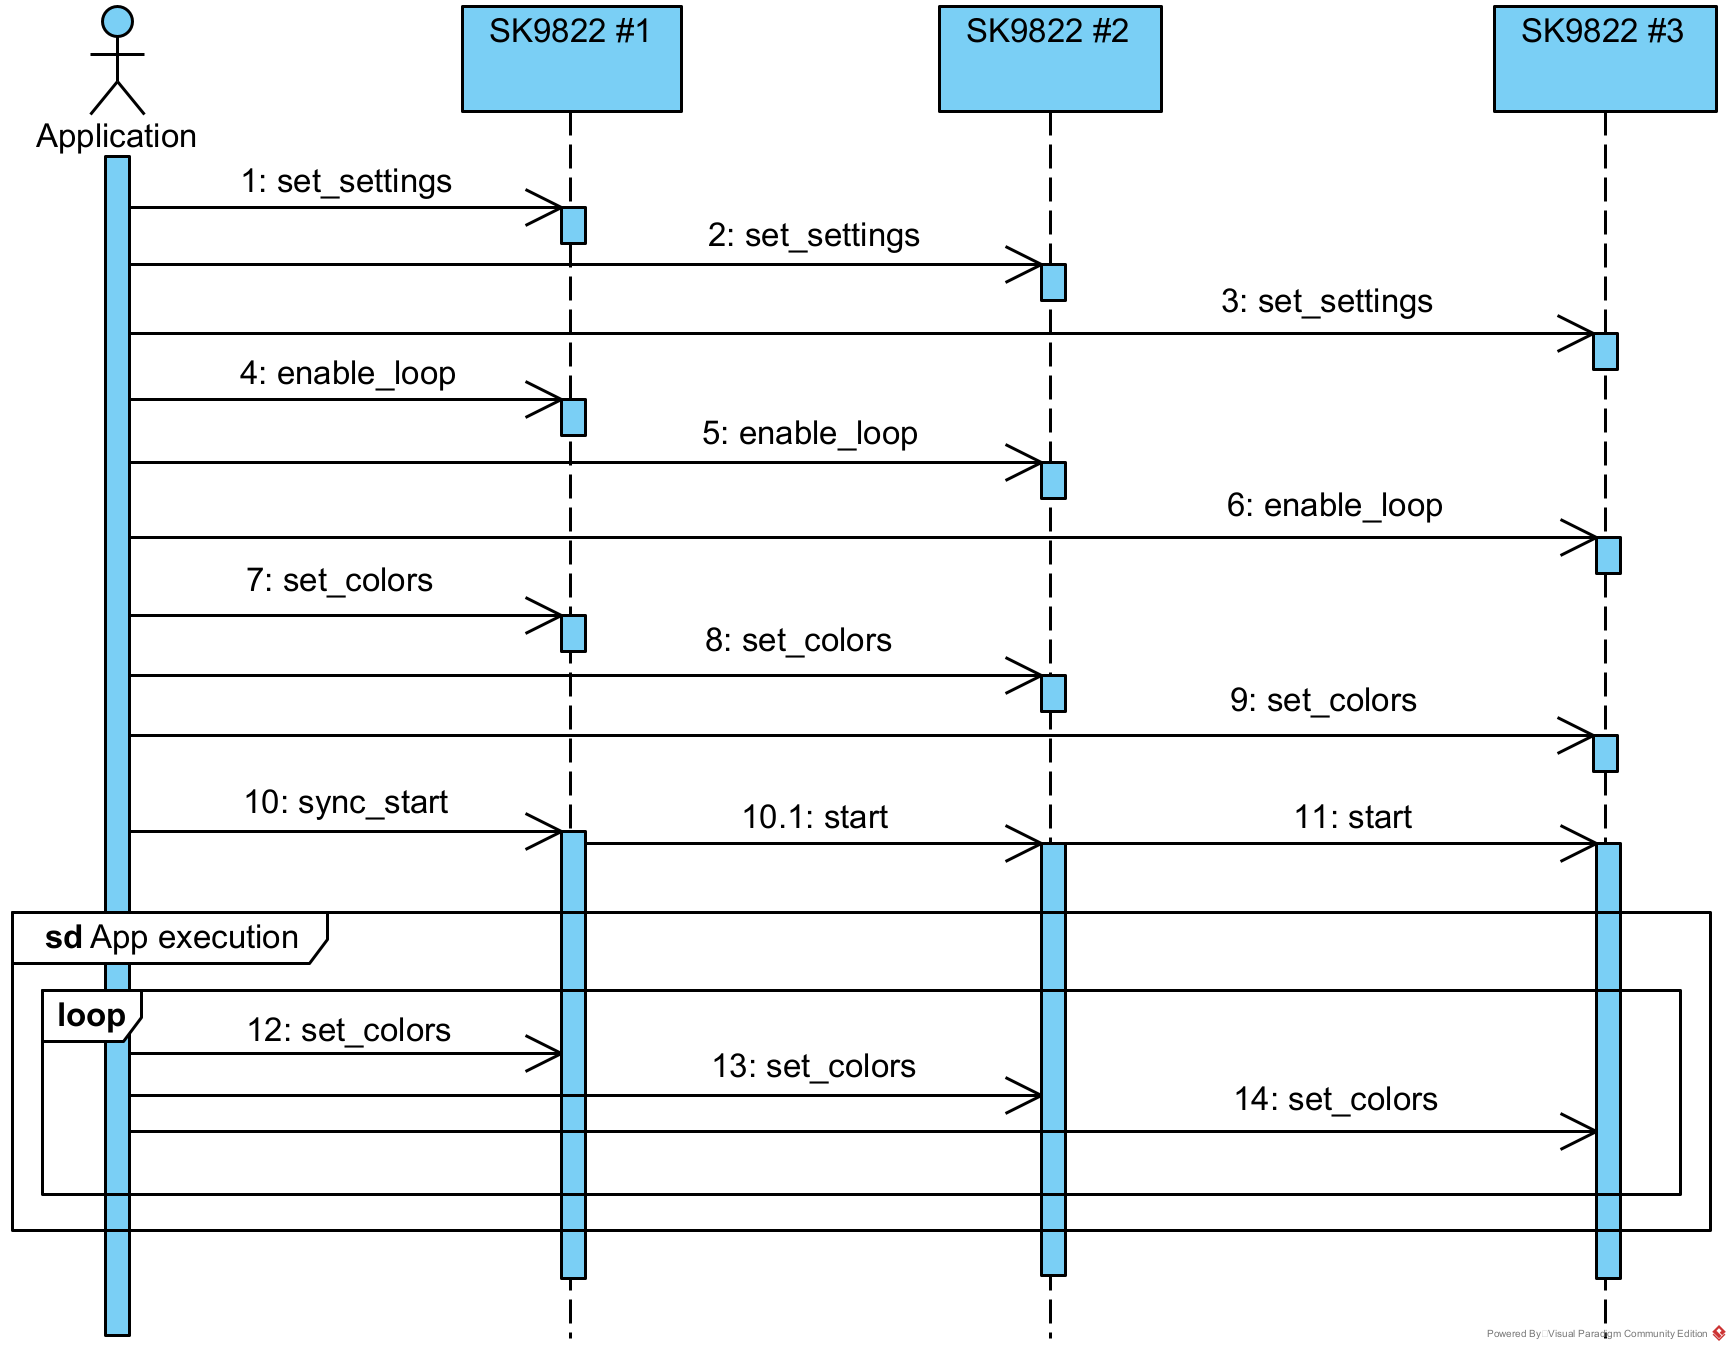 SK9822 #1
SK9822 #2
SK9822 #3
Application
1: set_settings
2: set_settings
3: set_settings
4: enable_loop
5: enable_loop
6: enable_loop
7: set_colors
8: set_colors
9: set_colors
10: sync_start
10.1: start
11: start
sd App execution
loop
12: set_colors
13: set_colors
14: set_colors
Powered By Visual Paradigm Community Edition